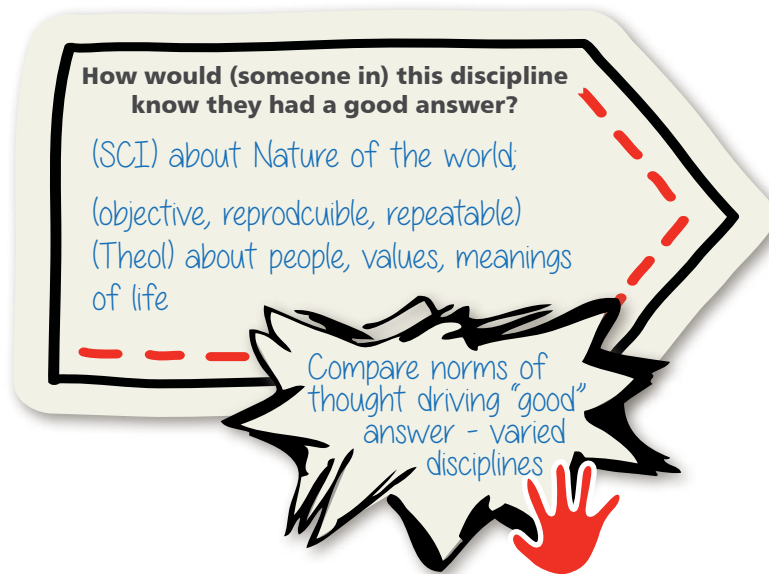 How would (someone in) this discipline
know they had a good answer?
(SCI) about Nature of the world;
(objective, reprodcuible, repeatable)
(Theol) about people, values, meanings
of life
Compare norms of
thought driving “good”
answer - varied
disciplines